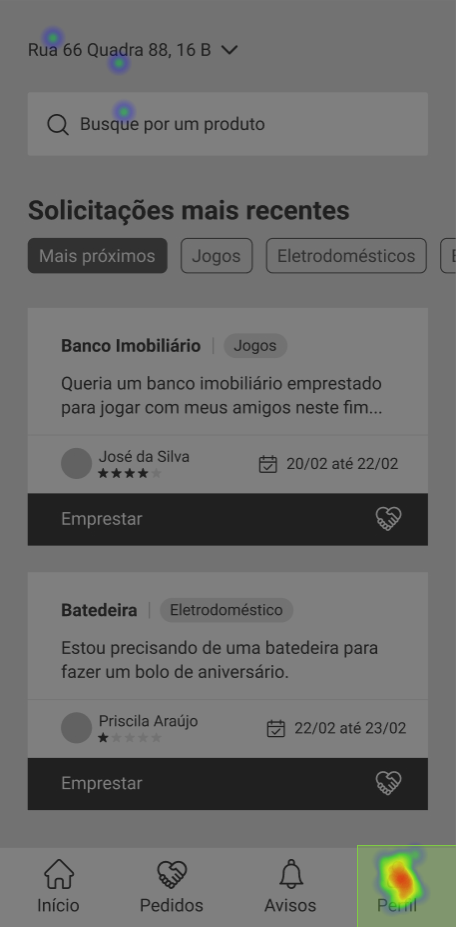 Rua 66 Quadra 88, 16 B
Busque por um produto
Solicitações mais recentes
Mais próximos Jogos Eletrodomésticos
Banco Imobiliário | Jogos
Queria um banco imobiliário emprestado
para jogar com meus amigos neste fim...
José da Silva 20/02 até 22/02
Emprestar
Batedeira | Eletrodoméstico
Estou precisando de uma batedeira para
fazer um bolo de aniversário.
Priscila Araújo 22/02 até 23/02
Emprestar
Início Pedidos Avisos Perfil